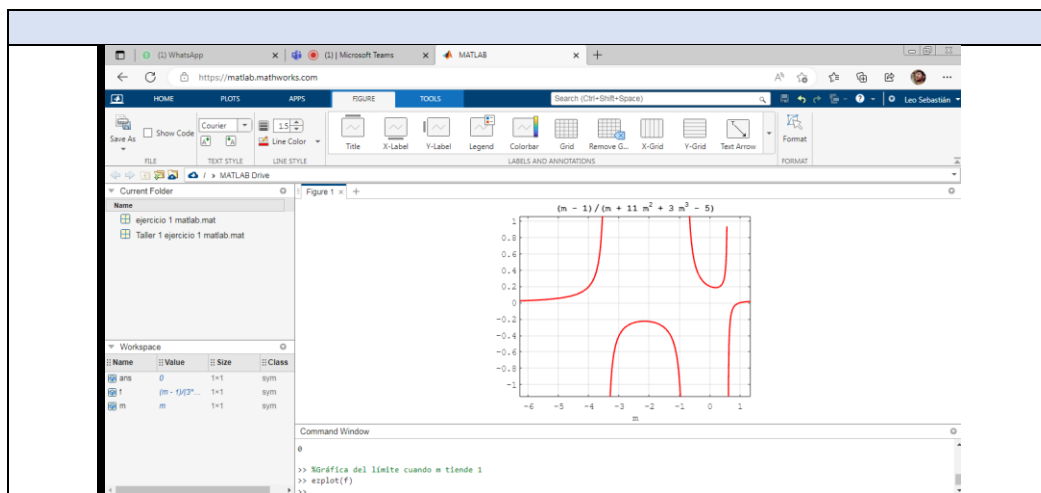 (1) WhatsApp
(1) | Microsoft Teams
MATLAB
https://matlab.mathworks.com
HOME PLOTS APPS FIGURE TOOLS
Search (Ctrl+Shift+Space)
Leo Sebastián
Save As
Show Code
Courier
15
Line Color
Title
X-Label
Y-Label
Legend
Colorbar
Grid
Remove G...
X-Grid
Y-Grid
Text Arrow
Format
FILE TEXT STYLE LINE STYLE LABELS AND ANNOTATIONS FORMAT
/ > MATLAB Drive
Current Folder
Name
ejercicio 1 matlab.mat
Taller 1 ejercicio 1 matlab.mat
Workspace
Name Value Size Class
ans 0 1×1 sym
f (m - 1)/(3*... 1×1 sym
m m 1×1 sym
Figure 1 × +
(m - 1)/(m + 11 m² + 3 m³ - 5)
1
0.8
0.6
0.4
0.2
0
-0.2
-0.4
-0.6
-0.8
-1
-6 -5 -4 -3 -2 -1 0 1
m
Command Window
0
>> %Gráfica del límite cuando m tiende 1
>> ezplot(f)
>>